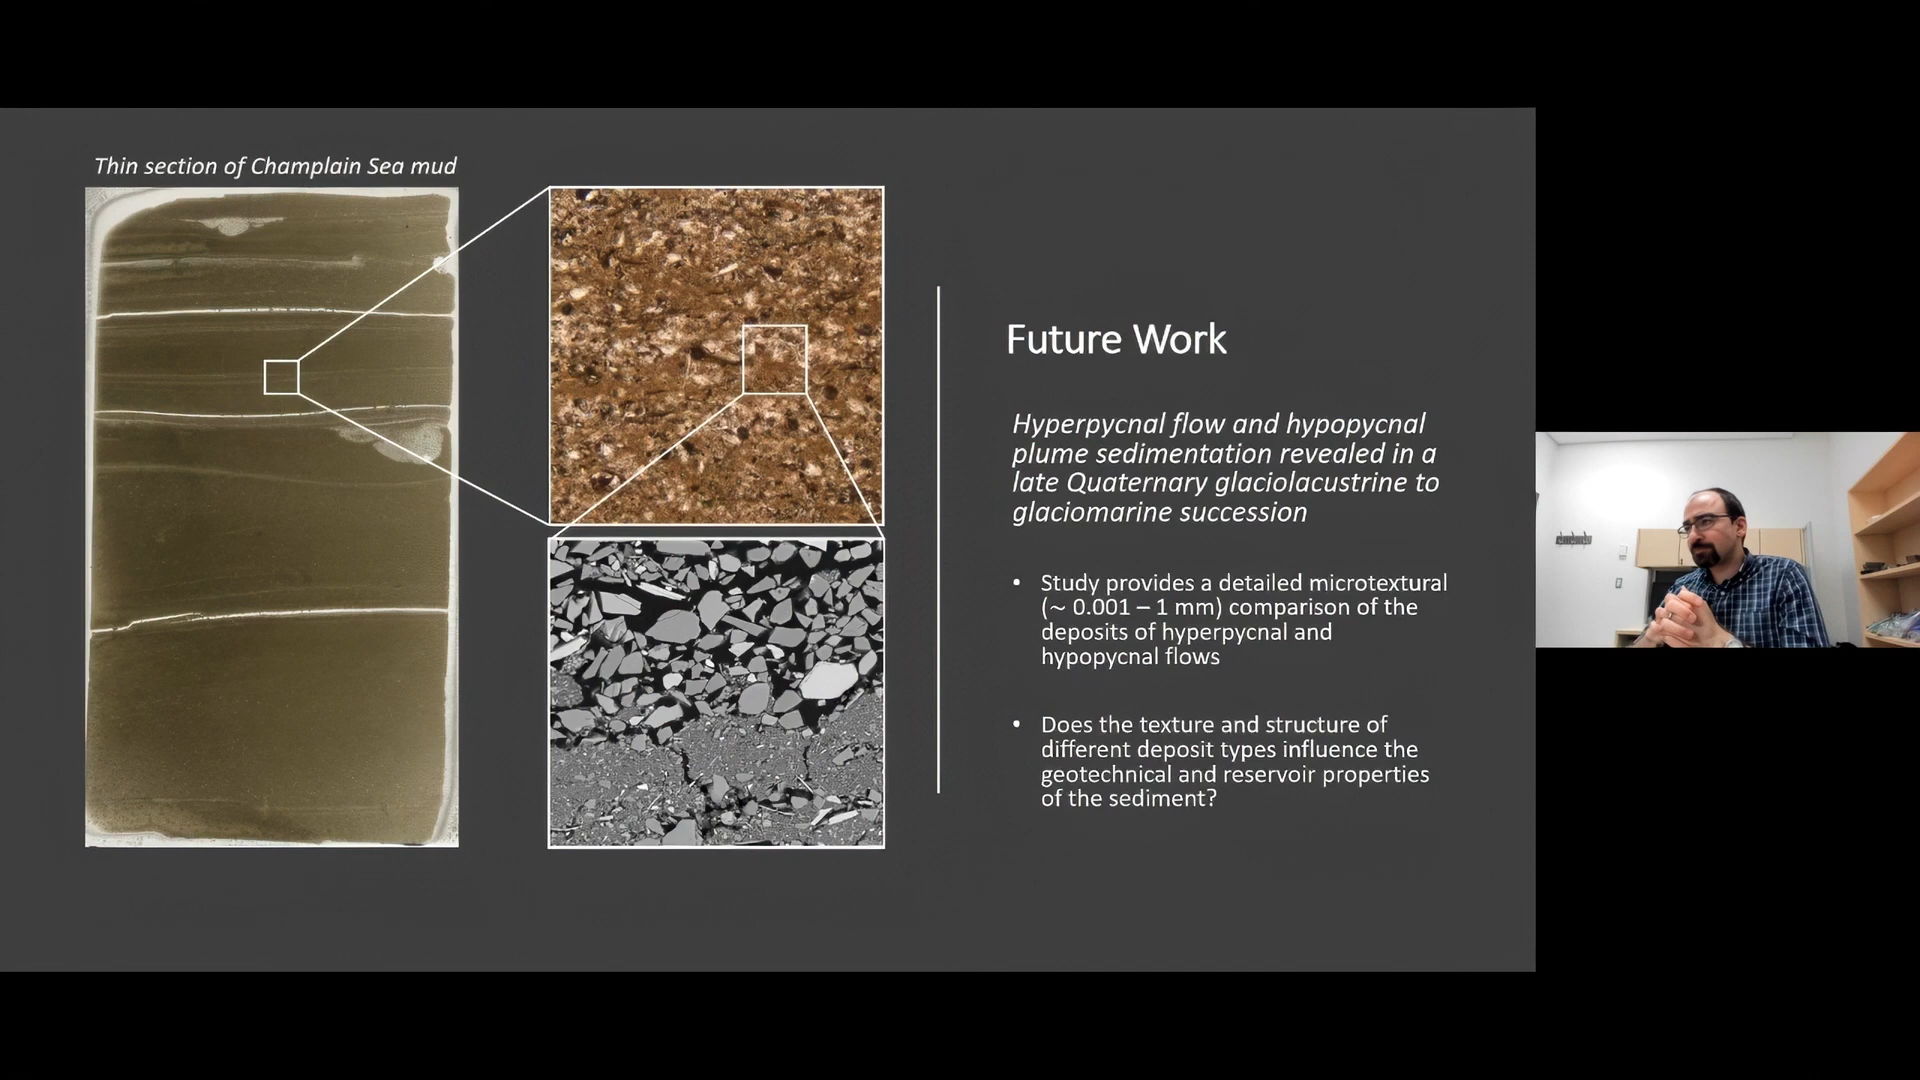 Thin section of Champlain Sea mud
Future Work
Hyperpycnal flow and hypopycnal
plume sedimentation revealed in a
late Quaternary glaciolacustrine to
glaciomarine succession
• Study provides a detailed microtextural
(~ 0.001 – 1 mm) comparison of the
deposits of hyperpycnal and
hypopycnal flows
• Does the texture and structure of
different deposit types influence the
geotechnical and reservoir properties
of the sediment?